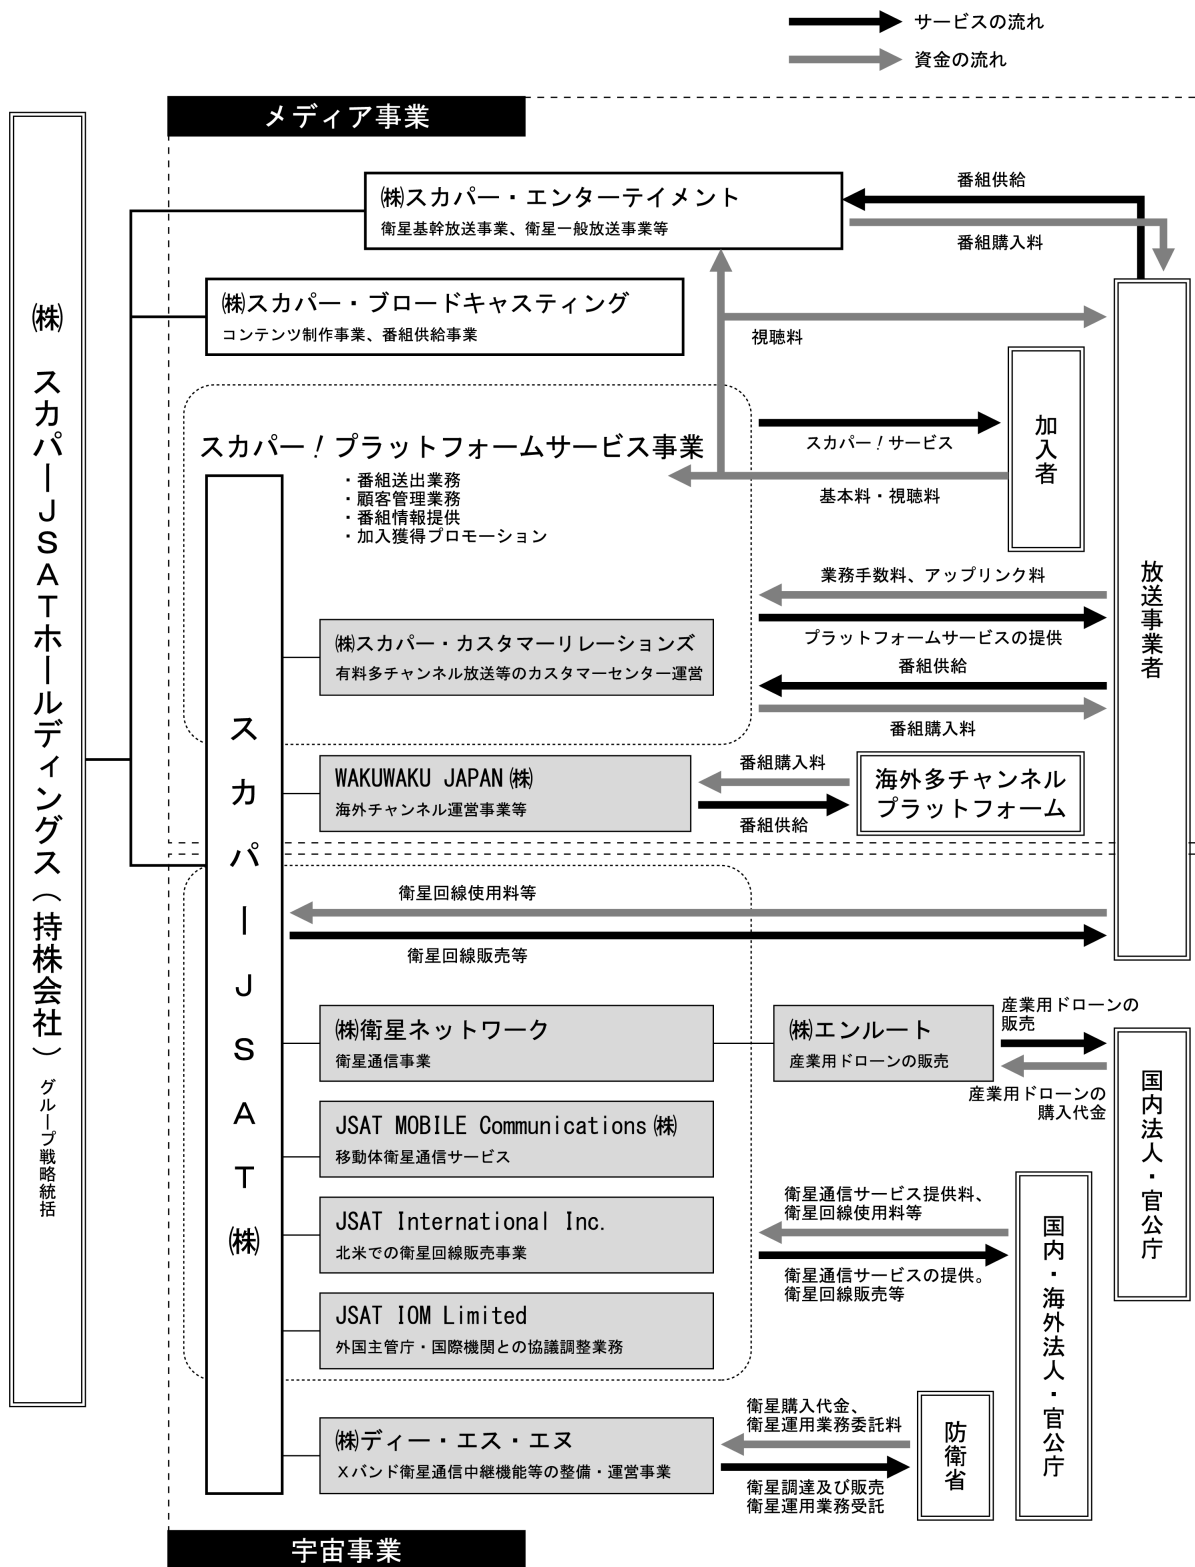 サービスの流れ
資金の流れ
メディア事業
㈱スカパーJSATホールディングス(持株会社) グループ戦略統括
㈱スカパー・エンターテイメント
衛星基幹放送事業、衛星一般放送事業等
番組供給
番組購入料
㈱スカパー・ブロードキャスティング
コンテンツ制作事業、番組供給事業
視聴料
スカパー!プラットフォームサービス事業
・番組送出業務
・顧客管理業務
・番組情報提供
・加入獲得プロモーション
スカパー!サービス
基本料・視聴料
加入者
放送事業者
業務手数料、アップリンク料
プラットフォームサービスの提供
番組供給
番組購入料
㈱スカパー・カスタマーリレーションズ
有料多チャンネル放送等のカスタマーセンター運営
スカパーJSAT㈱
WAKUWAKU JAPAN㈱
海外チャンネル運営事業等
番組購入料
番組供給
海外多チャンネル
プラットフォーム
衛星回線使用料等
衛星回線販売等
㈱衛星ネットワーク
衛星通信事業
㈱エンルート
産業用ドローンの販売
産業用ドローンの
販売
産業用ドローンの
購入代金
国内法人・官公庁
JSAT MOBILE Communications㈱
移動体衛星通信サービス
JSAT International Inc.
北米での衛星回線販売事業
衛星通信サービス提供料、
衛星回線使用料等
衛星通信サービスの提供。
衛星回線販売等
国内・海外法人・官公庁
JSAT IOM Limited
外国主管庁・国際機関との協議調整業務
㈱ディー・エス・エヌ
Xバンド衛星通信中継機能等の整備・運営事業
衛星購入代金、
衛星運用業務委託料
衛星調達及び販売
衛星運用業務受託
防衛省
宇宙事業